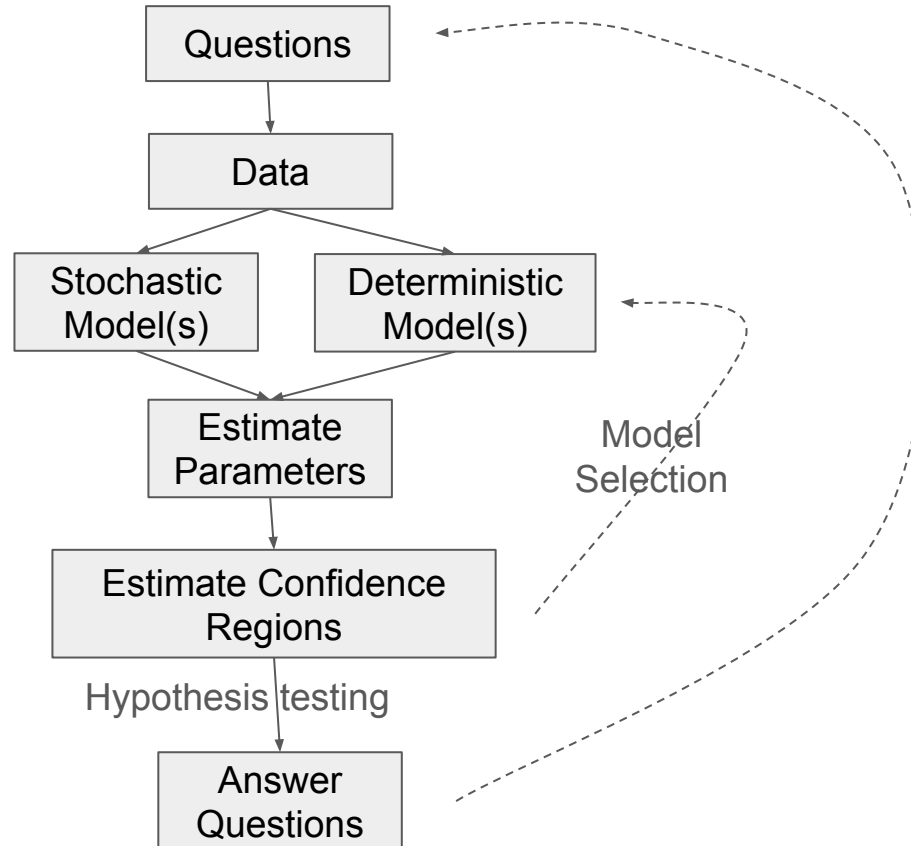 Questions
Data
Stochastic
Model(s)
Deterministic
Model(s)
Estimate
Parameters
Model
Selection
Estimate Confidence
Regions
Hypothesis testing
Answer
Questions